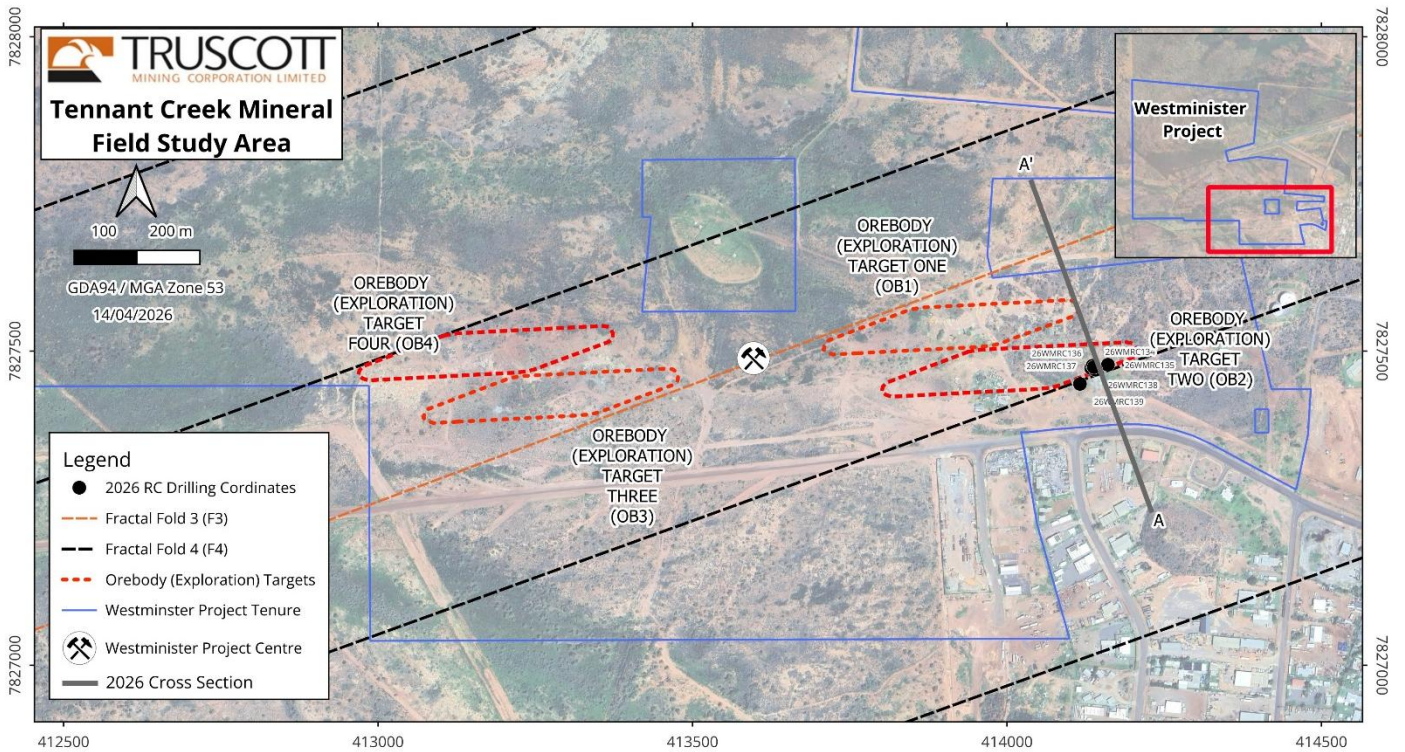 TRUSCOTT
MINING CORPORATION LIMITED
Tennant Creek Mineral
Field Study Area
100 200 m
GDA94 / MGA Zone 53
14/04/2026
7828000
7827500
7827000
7828000
7827500
7827000
412500
413000
413500
414000
414500
Westminister
Project
A'
OREBODY
(EXPLORATION)
TARGET ONE
(OB1)
OREBODY
(EXPLORATION)
TARGET
FOUR (OB4)
OREBODY
(EXPLORATION)
TARGET
TWO (OB2)
26WMRC136
26WMRC134
26WMRC137
26WMRC135
26WMRC138
26WMRC139
OREBODY
(EXPLORATION)
TARGET
THREE
(OB3)
A
Legend
2026 RC Drilling Cordinates
Fractal Fold 3 (F3)
Fractal Fold 4 (F4)
Orebody (Exploration) Targets
Westminster Project Tenure
Westminister Project Centre
2026 Cross Section